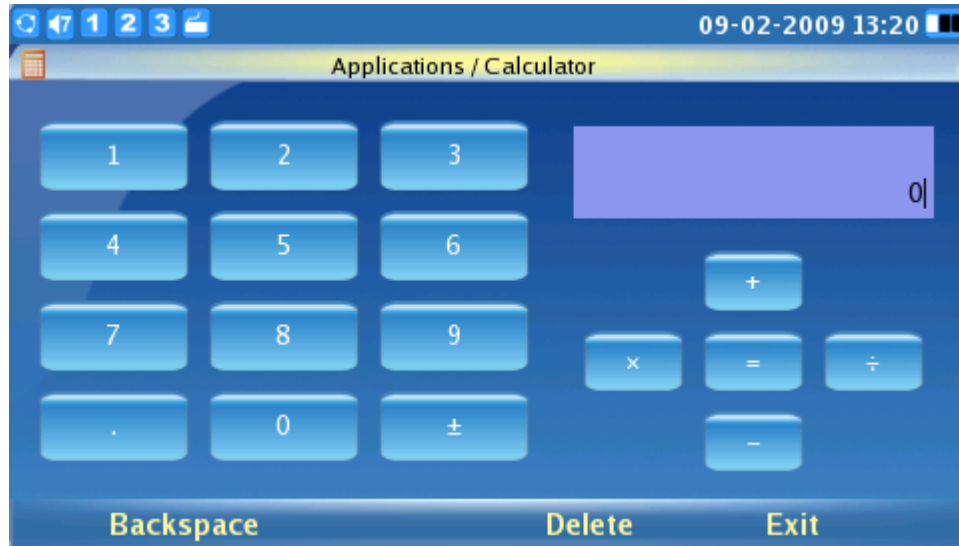 7 1 2 3 09-02-2009 13:20
Applications / Calculator
1 2 3
0
4 5 6
+
7 8 9
× = ÷
. 0 ±
−
Backspace Delete Exit